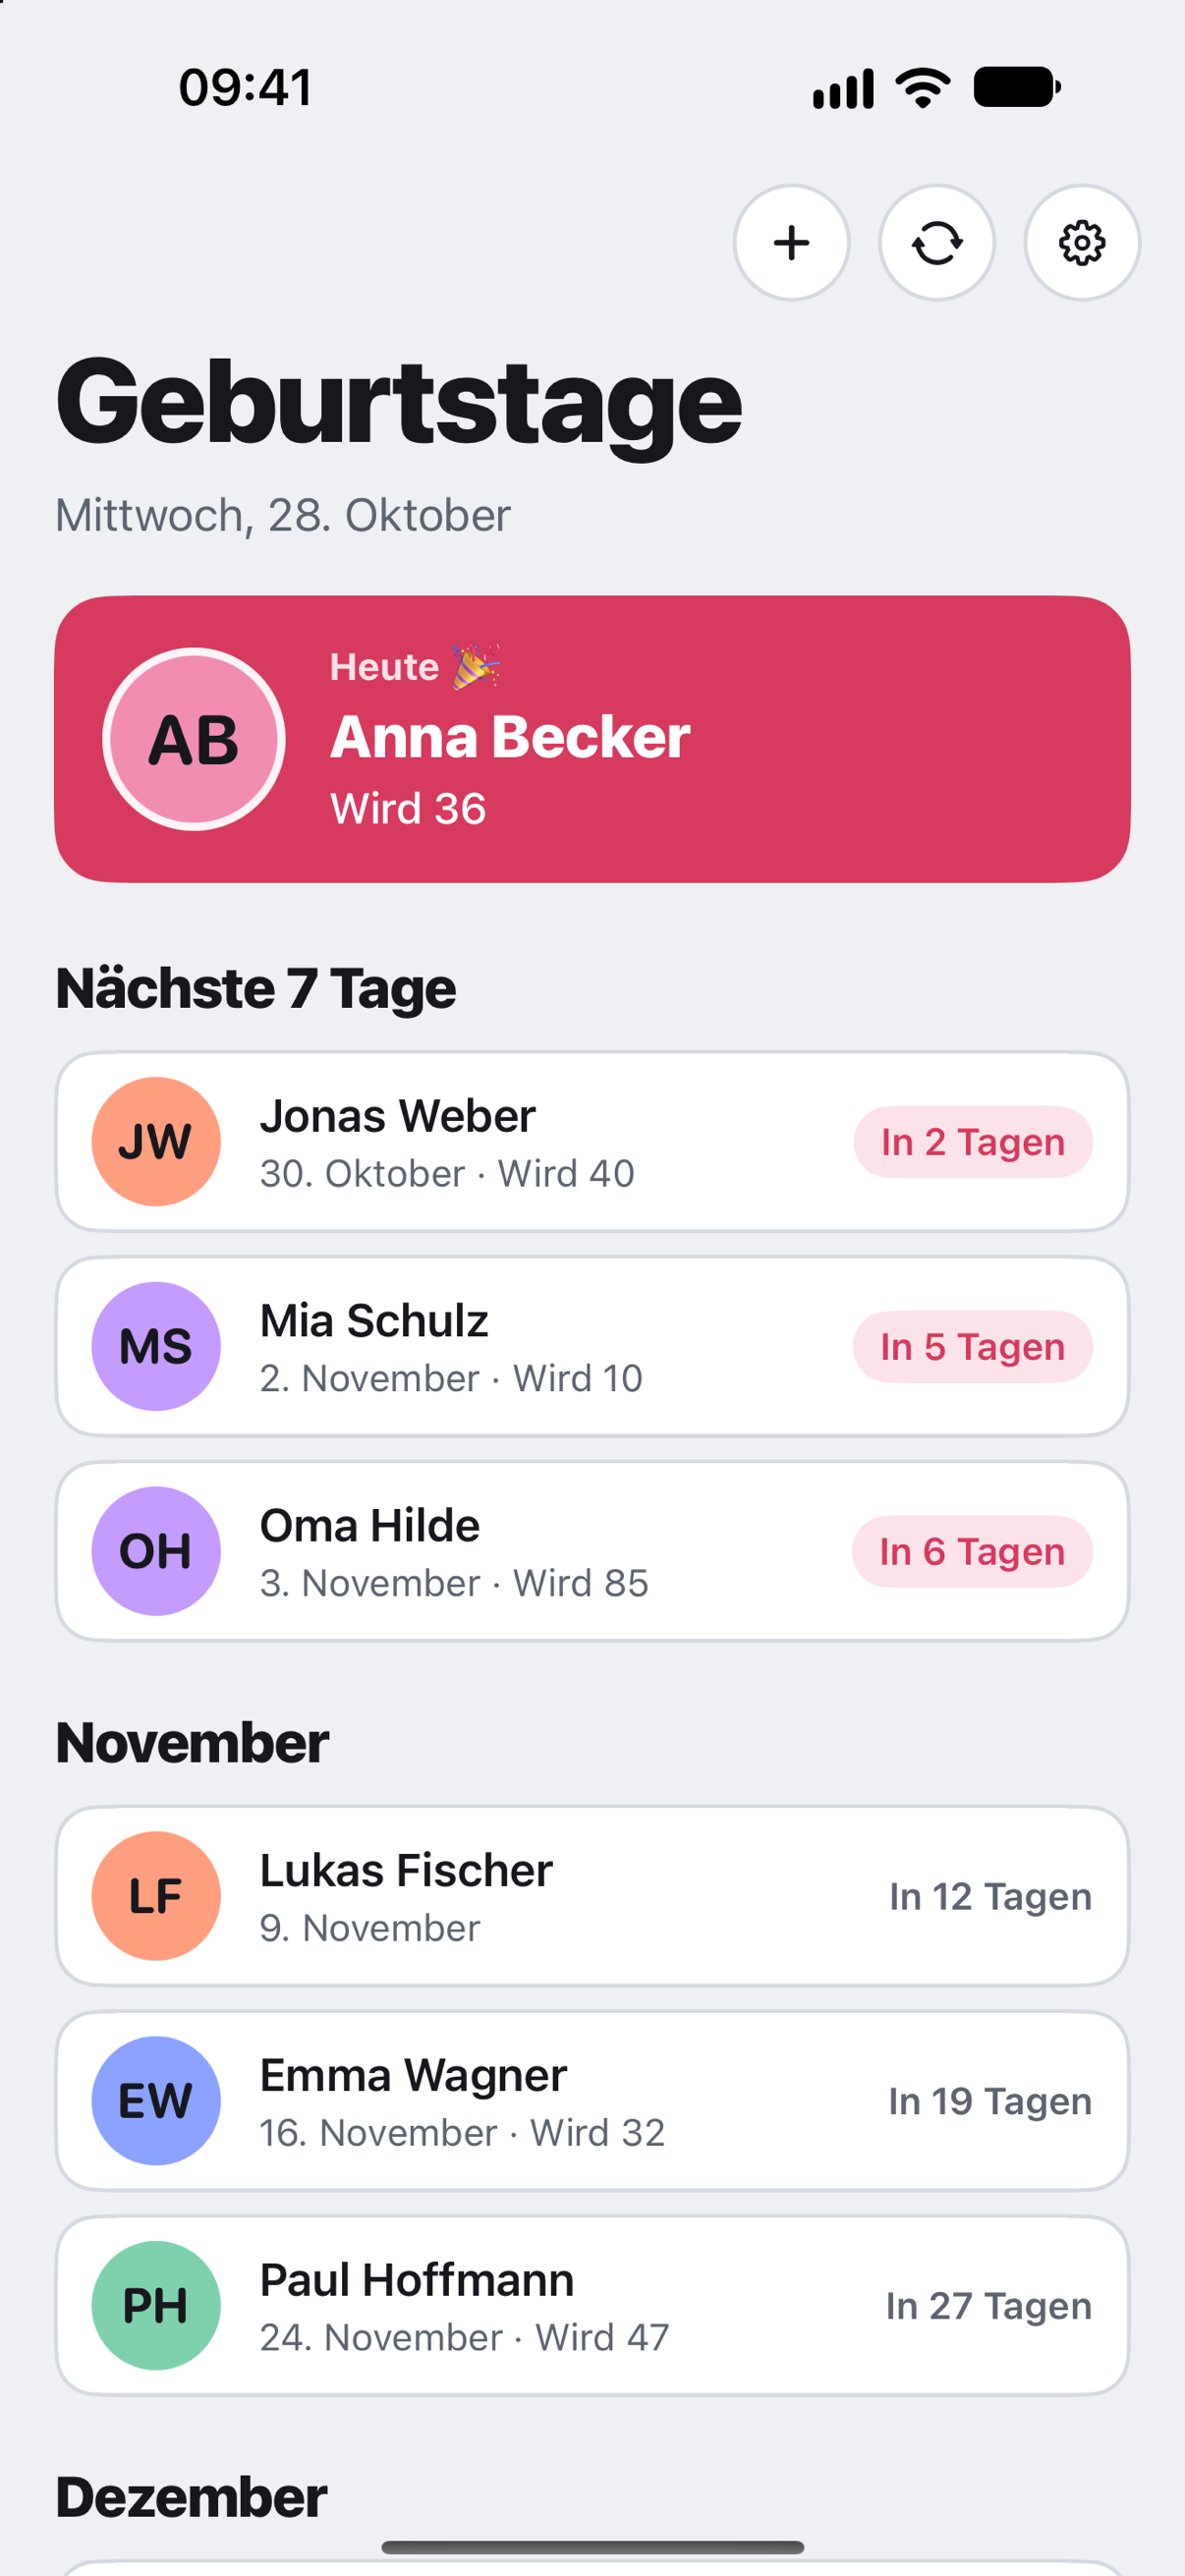 09:41
Geburtstage
Mittwoch, 28. Oktober
Heute 🎉
AB
Anna Becker
Wird 36
Nächste 7 Tage
JW
Jonas Weber
30. Oktober · Wird 40
In 2 Tagen
MS
Mia Schulz
2. November · Wird 10
In 5 Tagen
OH
Oma Hilde
3. November · Wird 85
In 6 Tagen
November
LF
Lukas Fischer
9. November
In 12 Tagen
EW
Emma Wagner
16. November · Wird 32
In 19 Tagen
PH
Paul Hoffmann
24. November · Wird 47
In 27 Tagen
Dezember